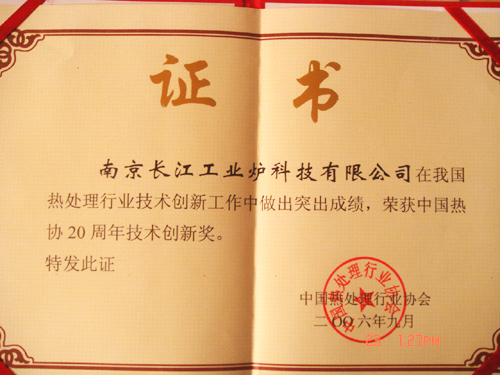 证书
南京长江工业炉科技有限公司在我国
热处理行业技术创新工作中做出突出成绩，荣获中国热
协20周年技术创新奖。
特发此证
中国热处理行业协会
二〇〇六年九月
中国热处理行业协会